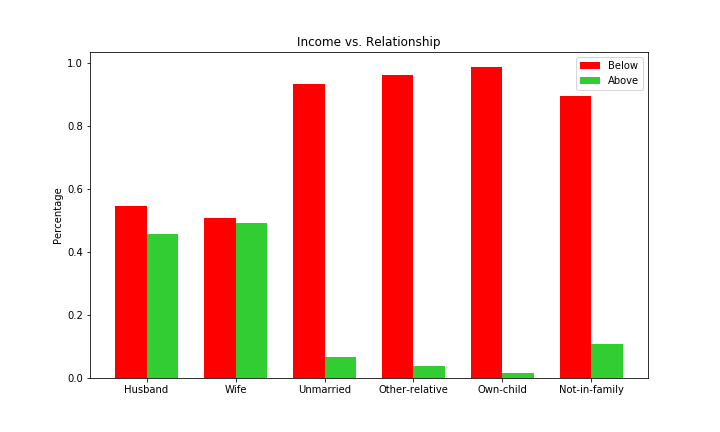 Income vs. Relationship
Below
Above
Percentage
1.0
0.8
0.6
0.4
0.2
0.0
Husband
Wife
Unmarried
Other-relative
Own-child
Not-in-family